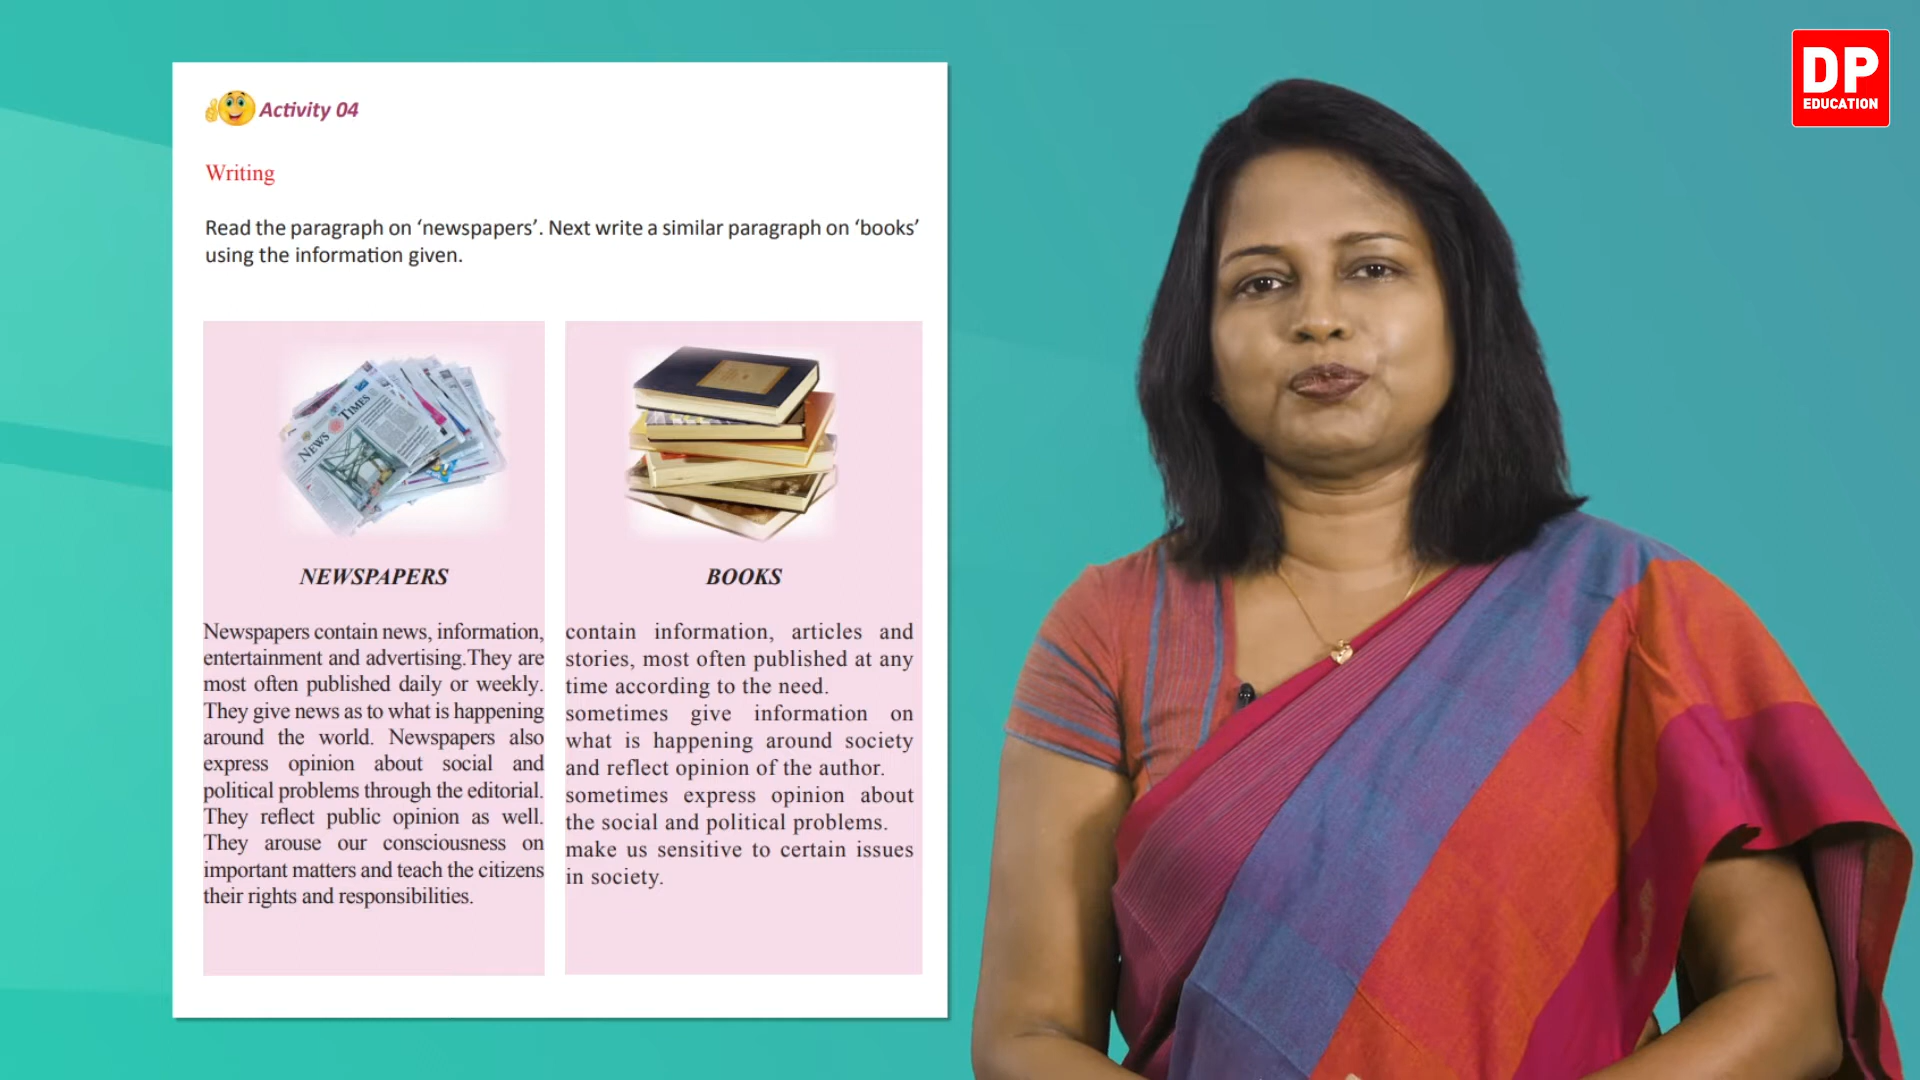 DP
EDUCATION
Activity 04
Writing
Read the paragraph on ‘newspapers’. Next write a similar paragraph on ‘books’
using the information given.
NEWS TIMES
NEWSPAPERS
Newspapers contain news, information,
entertainment and advertising.They are
most often published daily or weekly.
They give news as to what is happening
around the world. Newspapers also
express opinion about social and
political problems through the editorial.
They reflect public opinion as well.
They arouse our consciousness on
important matters and teach the citizens
their rights and responsibilities.
BOOKS
contain information, articles and
stories, most often published at any
time according to the need.
sometimes give information on
what is happening around society
and reflect opinion of the author.
sometimes express opinion about
the social and political problems.
make us sensitive to certain issues
in society.